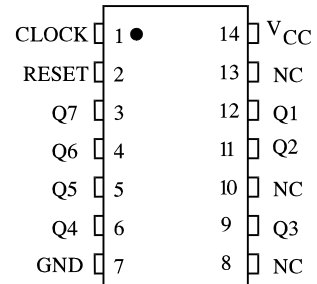 CLOCK 1 14 VCC
RESET 2 13 NC
Q7 3 12 Q1
Q6 4 11 Q2
Q5 5 10 NC
Q4 6 9 Q3
GND 7 8 NC